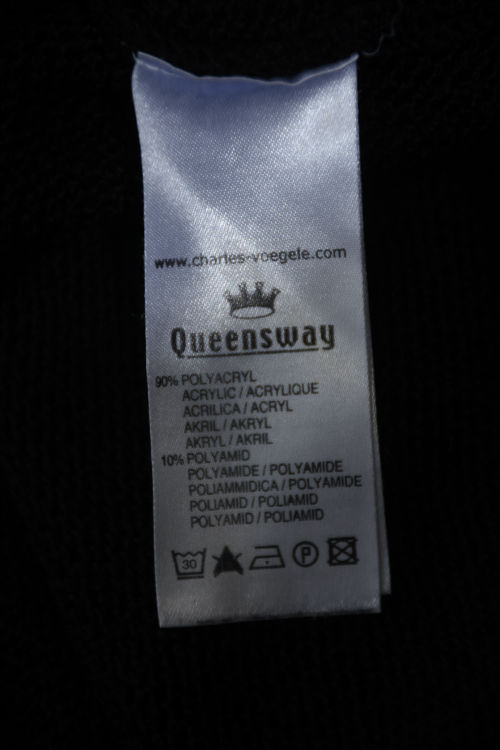 www.charles-voegele.com
Queensway
90% POLYACRYL
ACRYLIC / ACRYLIQUE
ACRILICA / ACRYL
AKRIL / AKRYL
AKRYL / AKRIL
10% POLYAMID
POLYAMIDE / POLYAMIDE
POLIAMMIDICA / POLYAMIDE
POLIAMID / POLIAMID
POLYAMID / POLIAMID
30 P